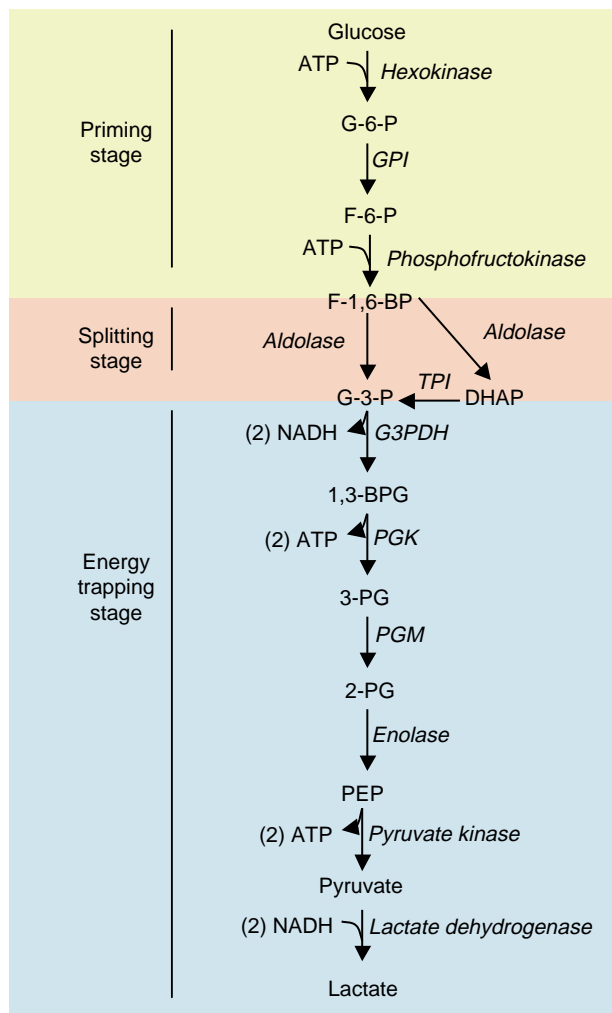 Glucose
ATP
Hexokinase
Priming
stage
G-6-P
GPI
F-6-P
ATP
Phosphofructokinase
F-1,6-BP
Splitting
stage
Aldolase
Aldolase
TPI
G-3-P
DHAP
(2) NADH
G3PDH
1,3-BPG
(2) ATP
PGK
Energy
trapping
stage
3-PG
PGM
2-PG
Enolase
PEP
(2) ATP
Pyruvate kinase
Pyruvate
(2) NADH
Lactate dehydrogenase
Lactate